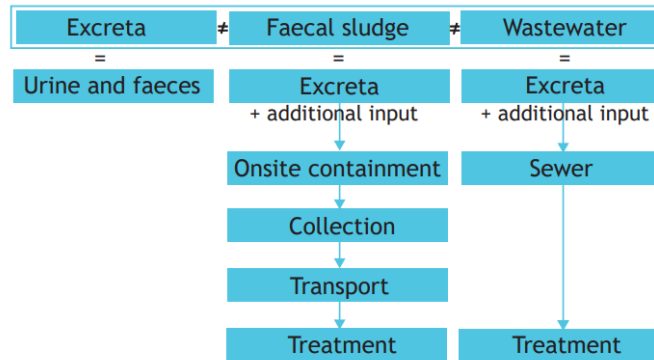 Excreta ≠ Faecal sludge ≠ Wastewater
= = =
Urine and faeces Excreta Excreta
+ additional input + additional input
Onsite containment Sewer
Collection
Transport
Treatment Treatment